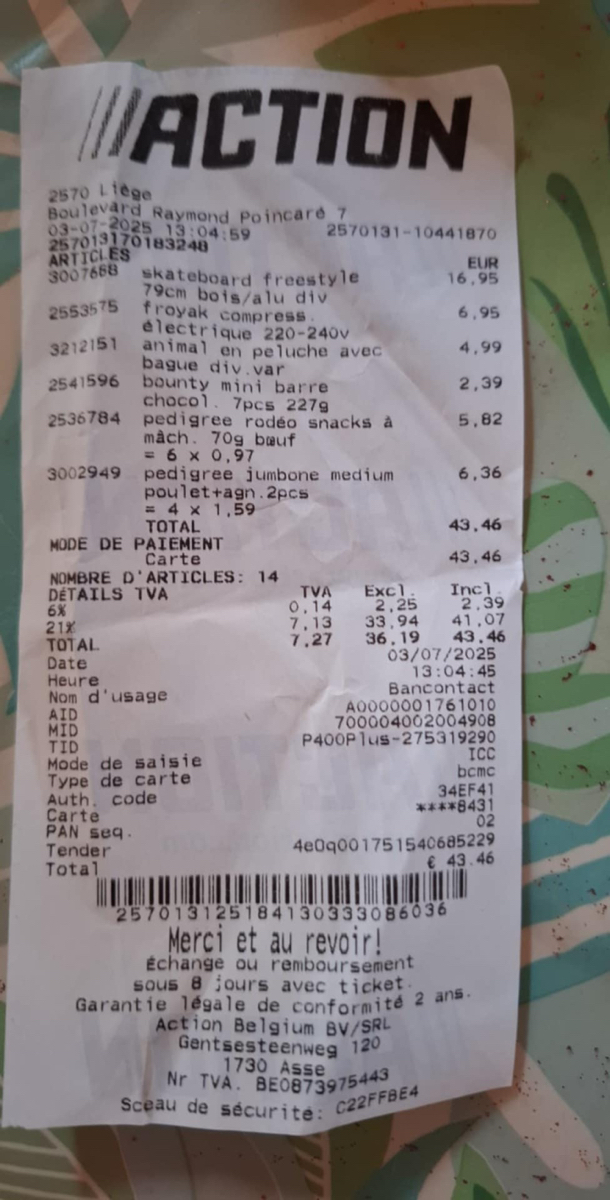 ///ACTION
2570 Liège
Boulevard Raymond Poincaré 7
03-07-2025 13:04:59 2570131-10441870
257013170183248
ARTICLES EUR
3007688 skateboard freestyle 16,95
79cm bois/alu div
2553575 froyak compress. 6,95
électrique 220-240v
3212151 animal en peluche avec 4,99
bague div.var
2541596 bounty mini barre 2,39
chocol. 7pcs 227g
2536784 pedigree rodéo snacks à 5,82
mâch. 70g bœuf
= 6 x 0,97
3002949 pedigree jumbone medium 6,36
poulet+agn.2pcs
= 4 x 1,59
TOTAL 43,46
MODE DE PAIEMENT
Carte 43,46
NOMBRE D'ARTICLES: 14
DÉTAILS TVA TVA Excl. Incl.
6% 0,14 2,25 2,39
21% 7,13 33,94 41,07
TOTAL 7,27 36,19 43,46
Date 03/07/2025
Heure 13:04:45
Nom d'usage Bancontact
AID A0000001761010
MID 700004002004908
TID P400Plus-275319290
Mode de saisie ICC
Type de carte bcmc
Auth. code 34EF41
Carte ****8431
PAN seq. 02
Tender 4e0q001751540685229
Total € 43.46
2570131251841303330860​36
Merci et au revoir!
Échange ou remboursement
sous 8 jours avec ticket.
Garantie légale de conformité 2 ans.
Action Belgium BV/SRL
Gentsesteenweg 120
1730 Asse
Nr TVA. BE0873975443
Sceau de sécurité: C22FFBE4